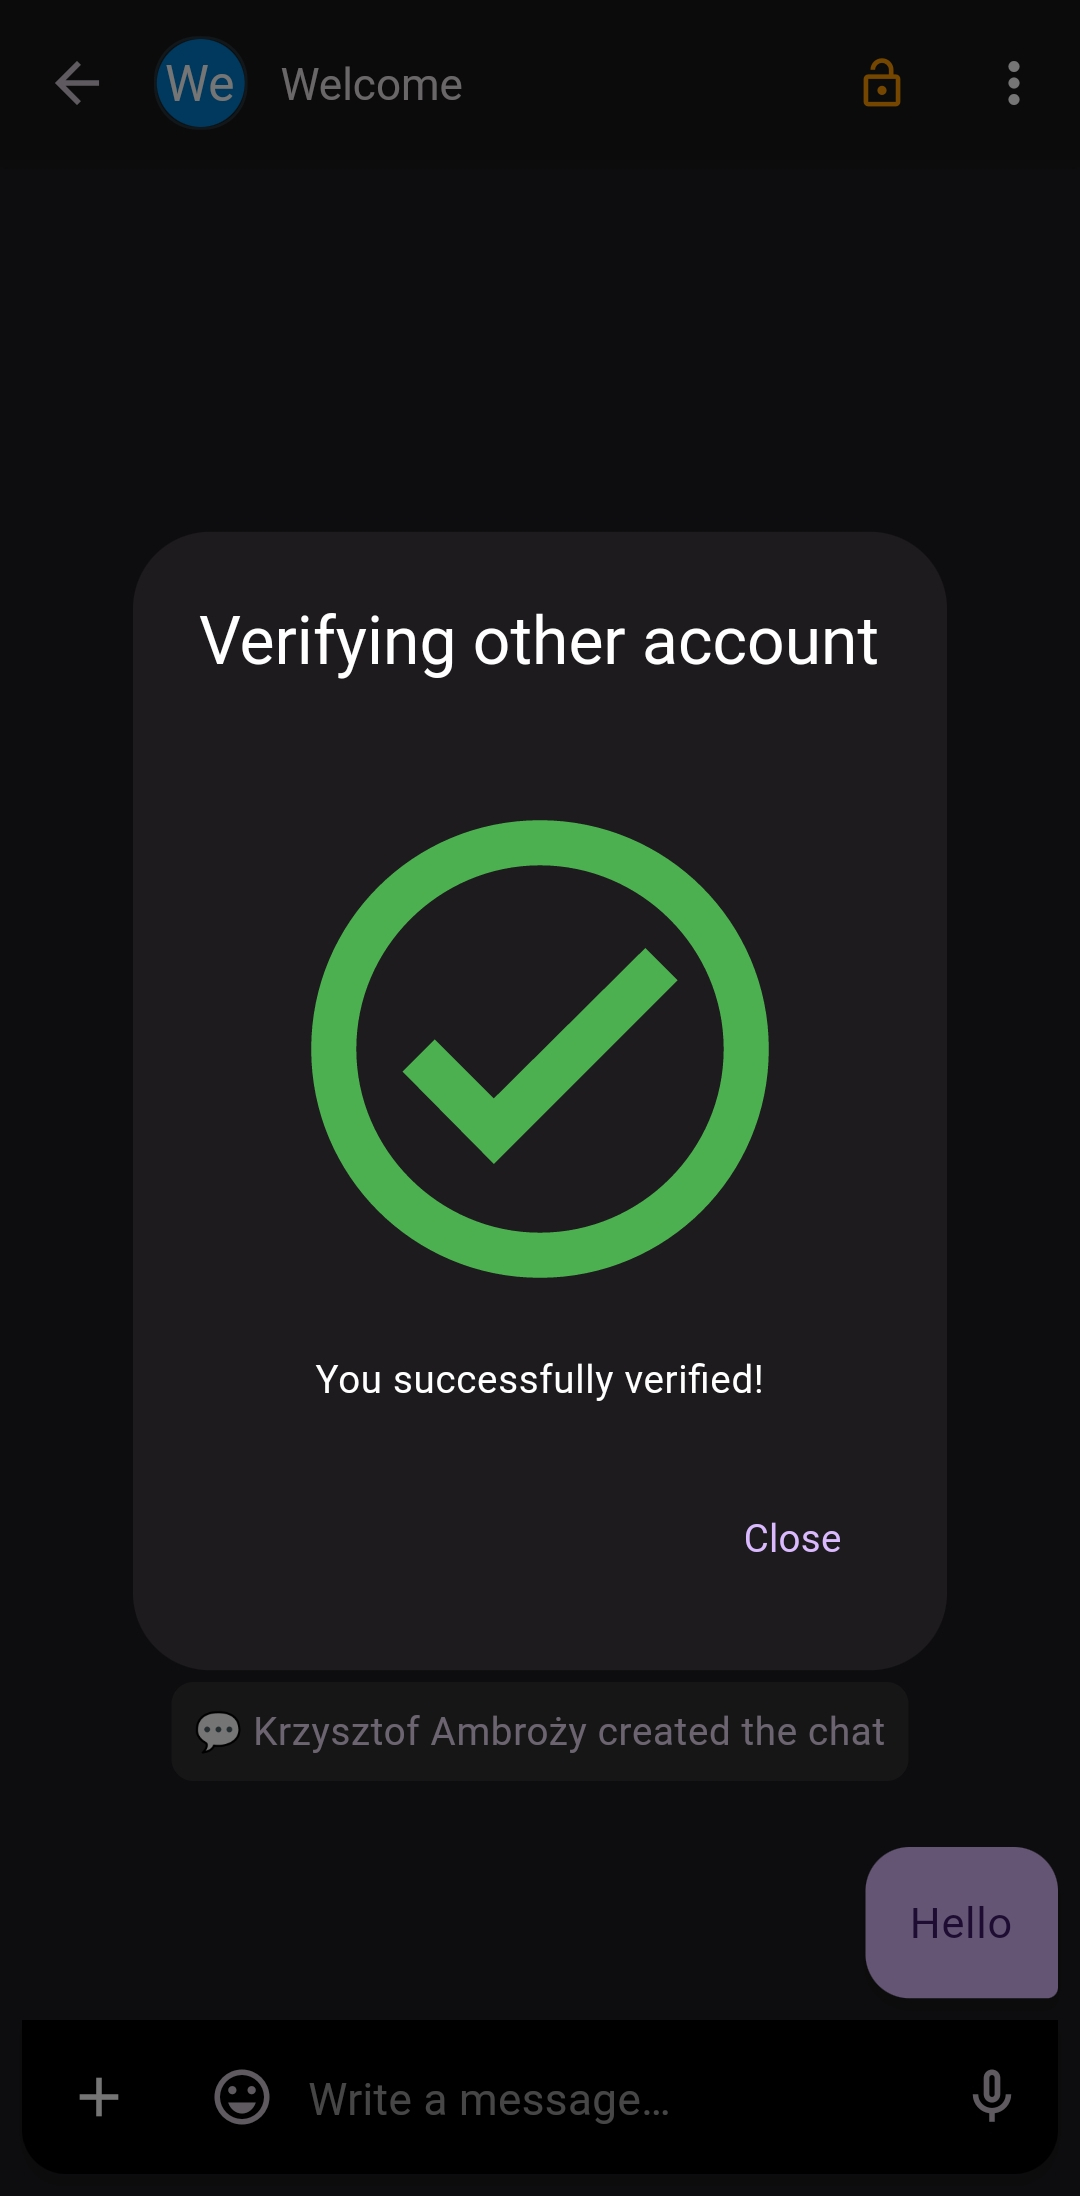 We
Welcome
Verifying other account
You successfully verified!
Close
💬 Krzysztof Ambroży created the chat
Hello
Write a message…